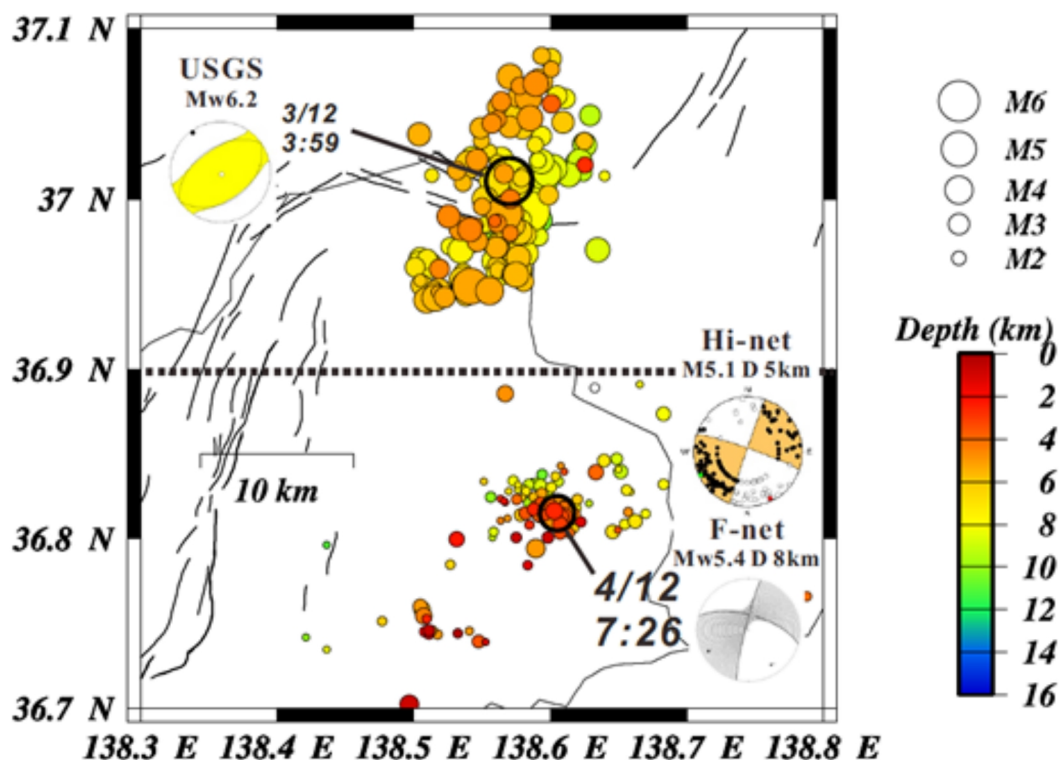 37.1 N
37 N
36.9 N
36.8 N
36.7 N
138.3 E 138.4 E 138.5 E 138.6 E 138.7 E 138.8 E
USGS
Mw6.2
3/12
3:59
10 km
Hi-net
M5.1 D 5km
F-net
Mw5.4 D 8km
4/12
7:26
M6
M5
M4
M3
M2
Depth (km)
0
2
4
6
8
10
12
14
16